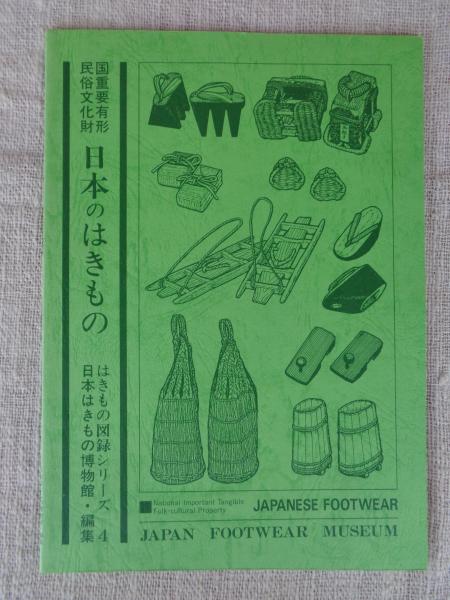 国重要有形
民俗文化財
日本のはきもの
はきもの図録シリーズ4
日本はきもの博物館・編集
National Important Tangible
Folk-cultural Property
JAPANESE FOOTWEAR
JAPAN FOOTWEAR MUSEUM